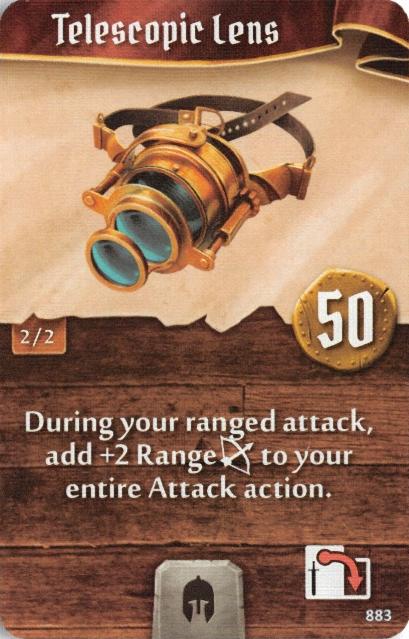 Telescopic Lens
50
2/2
During your ranged attack,
add +2 Range to your
entire Attack action.
883